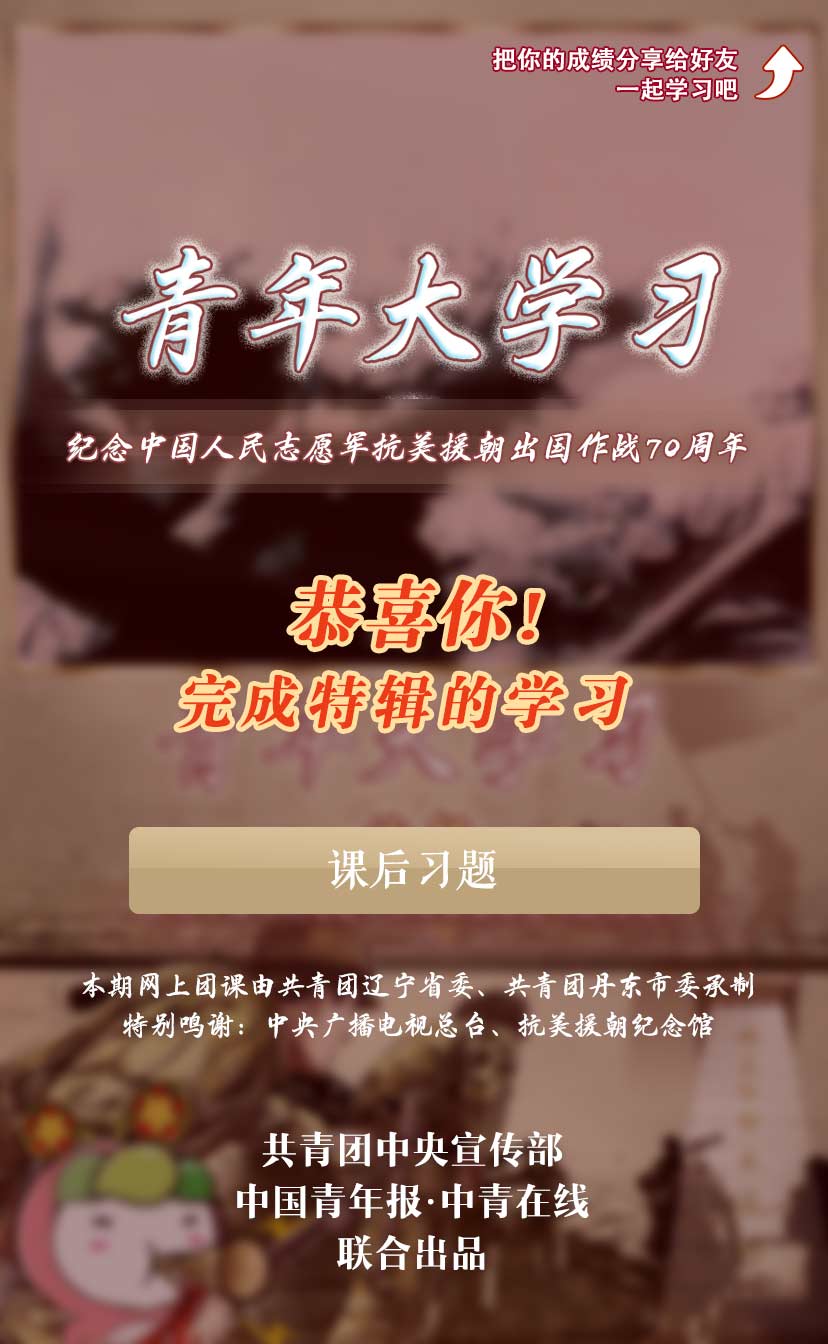 把你的成绩分享给好友
一起学习吧
青年大学习
纪念中国人民志愿军抗美援朝出国作战70周年
恭喜你!
完成特辑的学习
青年大学习
课后习题
本期网上团课由共青团辽宁省委、共青团丹东市委承制
特别鸣谢：中央广播电视总台、抗美援朝纪念馆
共青团中央宣传部
中国青年报·中青在线
联合出品